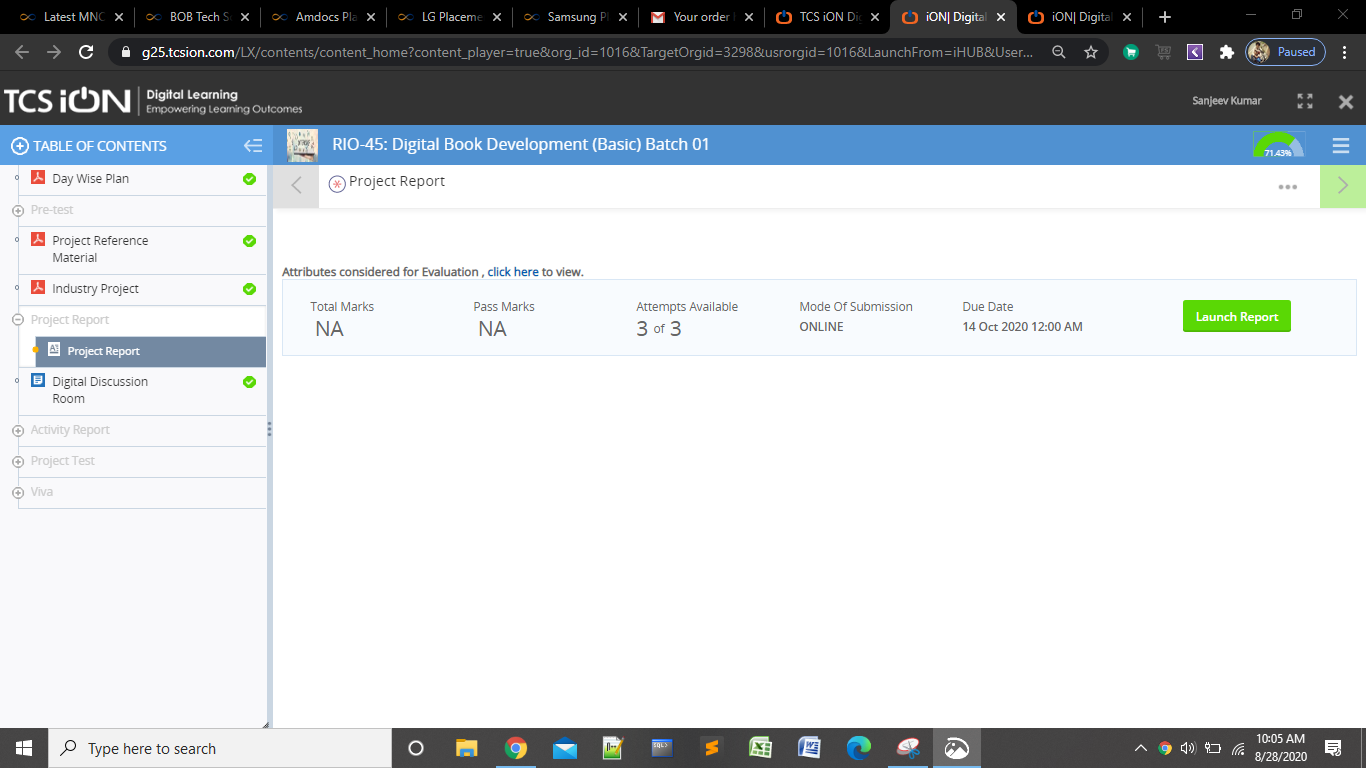 Latest MNC
BOB Tech S
Amdocs Pla
LG Placeme
Samsung P
Your order
TCS iON Di
iON| Digital
iON| Digita
g25.tcsion.com/LX/contents/content_home?content_player=true&org_id=1016&TargetOrgid=3298&usrorgid=1016&LaunchFrom=iHUB&User...
Paused
TCS iON
Digital Learning
Empowering Learning Outcomes
Sanjeev Kumar
TABLE OF CONTENTS
RIO-45: Digital Book Development (Basic) Batch 01
71.43%
Day Wise Plan
Pre-test
Project Reference
Material
Industry Project
Project Report
Project Report
Digital Discussion
Room
Activity Report
Project Test
Viva
Project Report
Attributes considered for Evaluation , click here to view.
Total Marks
NA
Pass Marks
NA
Attempts Available
3 of 3
Mode Of Submission
ONLINE
Due Date
14 Oct 2020 12:00 AM
Launch Report
Type here to search
10:05 AM
8/28/2020